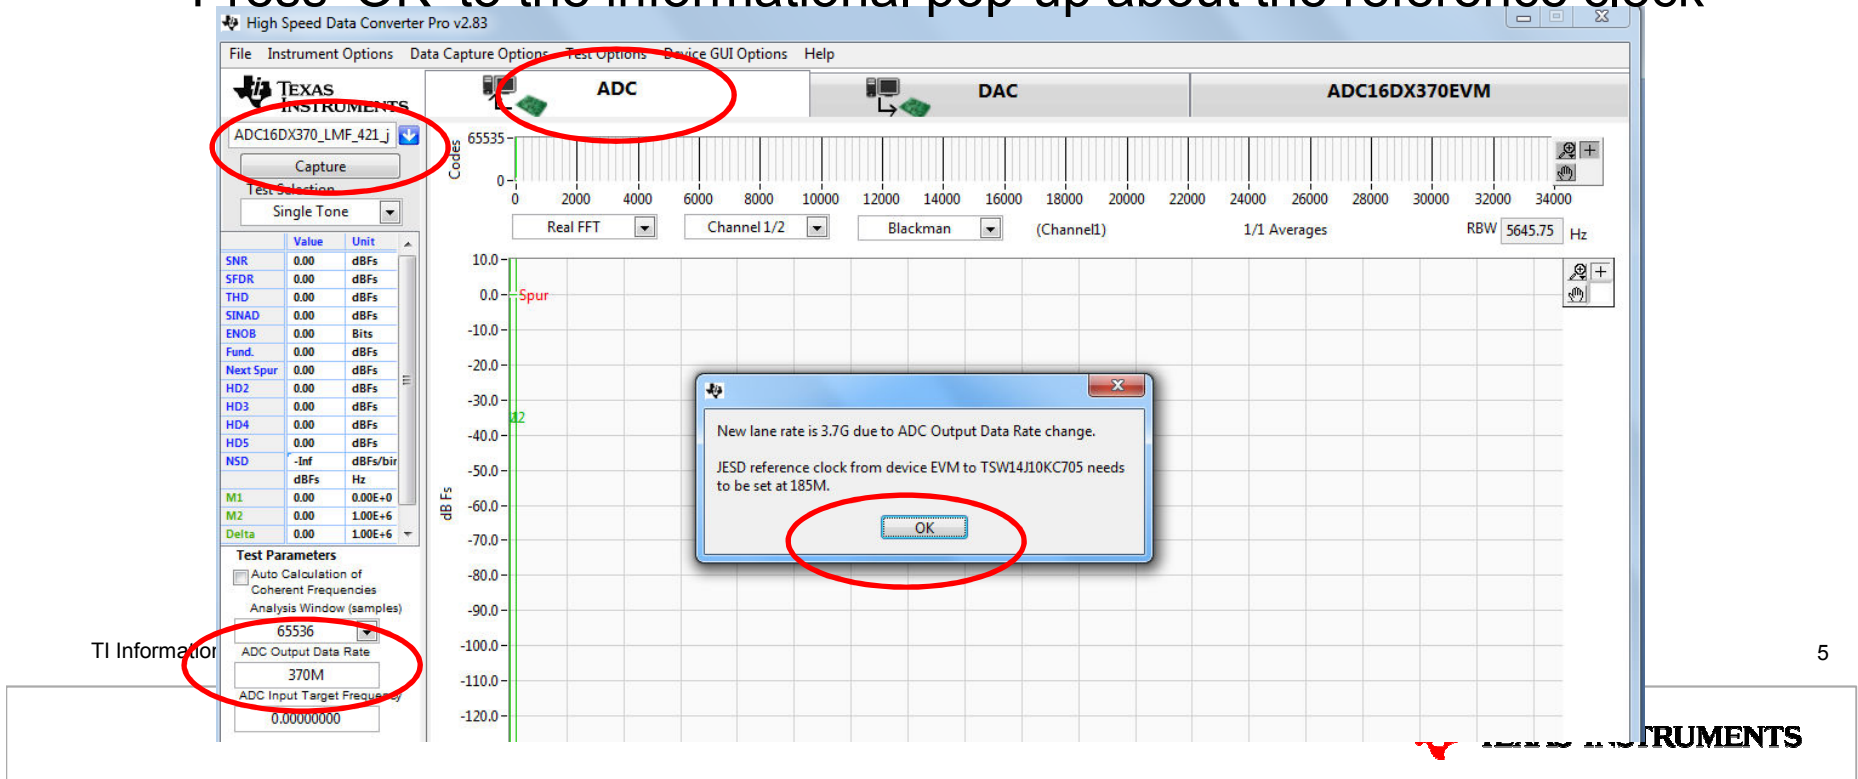 Press 'OK' to the informational pop-up about the reference clock
High Speed Data Converter Pro v2.83
File Instrument Options Data Capture Options Test Options Device GUI Options Help
TEXAS INSTRUMENTS
ADC
DAC
ADC16DX370EVM
ADC16DX370_LMF_421_j
Capture
Test Selection
Single Tone
Value Unit
SNR 0.00 dBFs
SFDR 0.00 dBFs
THD 0.00 dBFs
SINAD 0.00 dBFs
ENOB 0.00 Bits
Fund. 0.00 dBFs
Next Spur 0.00 dBFs
HD2 0.00 dBFs
HD3 0.00 dBFs
HD4 0.00 dBFs
HD5 0.00 dBFs
NSD -Inf dBFs/bin
dBFs Hz
M1 0.00 0.00E+0
M2 0.00 1.00E+6
Delta 0.00 1.00E+6
Test Parameters
Auto Calculation of
Coherent Frequencies
Analysis Window (samples)
65536
ADC Output Data Rate
370M
ADC Input Target Frequency
0.00000000
Codes
65535
0
0 2000 4000 6000 8000 10000 12000 14000 16000 18000 20000 22000 24000 26000 28000 30000 32000 34000
Real FFT Channel 1/2 Blackman (Channel1) 1/1 Averages RBW 5645.75 Hz
dBFs
10.0
0.0
Spur
-10.0
-20.0
-30.0
-40.0
-50.0
-60.0
-70.0
-80.0
-90.0
-100.0
-110.0
-120.0
New lane rate is 3.7G due to ADC Output Data Rate change.
JESD reference clock from device EVM to TSW14J10KC705 needs
to be set at 185M.
OK
TI Information
5
TEXAS INSTRUMENTS